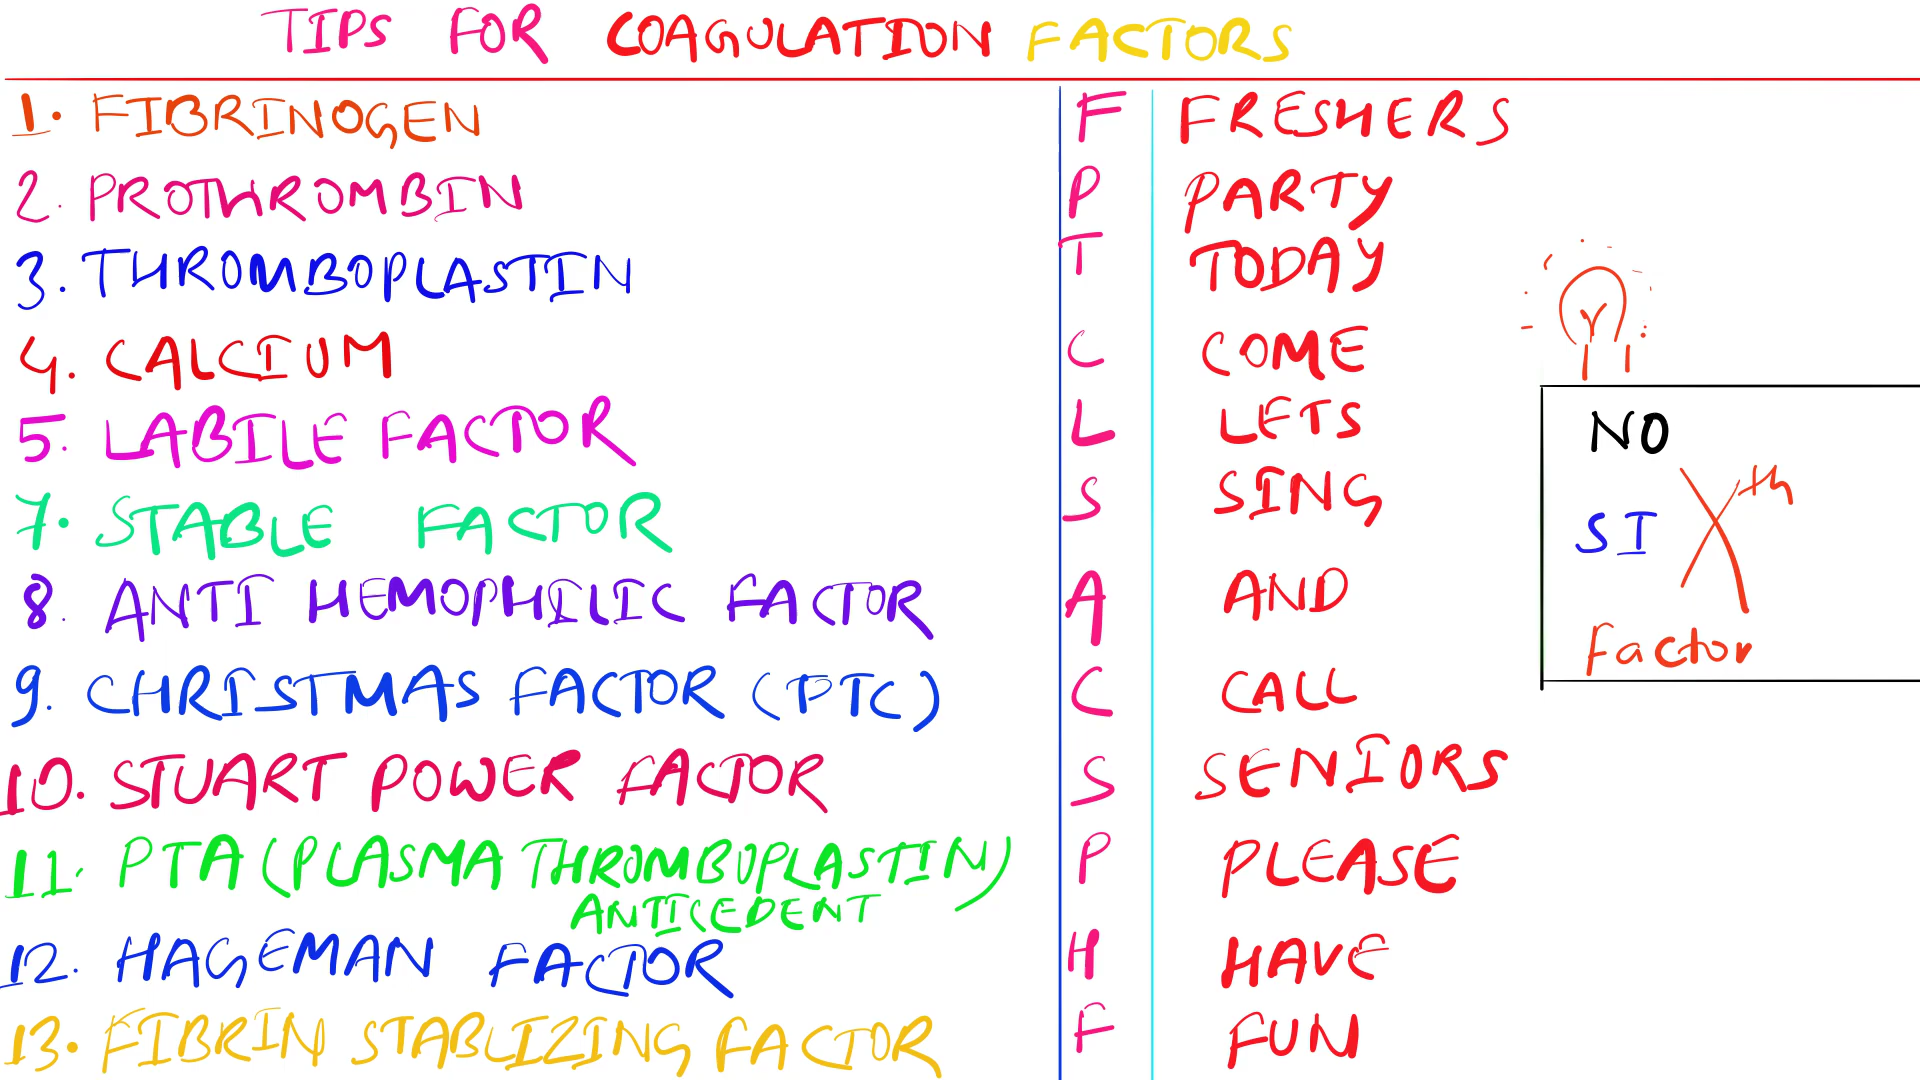 TIPS FOR COAGULATION FACTORS
1. FIBRINOGEN F FRESHERS
2. PROTHROMBIN P PARTY
3. THROMBOPLASTIN T TODAY
4. CALCIUM C COME
5. LABILE FACTOR L LETS
7. STABLE FACTOR S SING
8. ANTI HEMOPHILIC FACTOR A AND
9. CHRISTMAS FACTOR (PTC) C CALL
10. STUART POWER FACTOR S SENIORS
11. PTA (PLASMA THROMBOPLASTIN) P PLEASE
ANTICEDENT
12. HAGEMAN FACTOR H HAVE
13. FIBRIN STABLIZING FACTOR F FUN
NO
SI X th
Factor